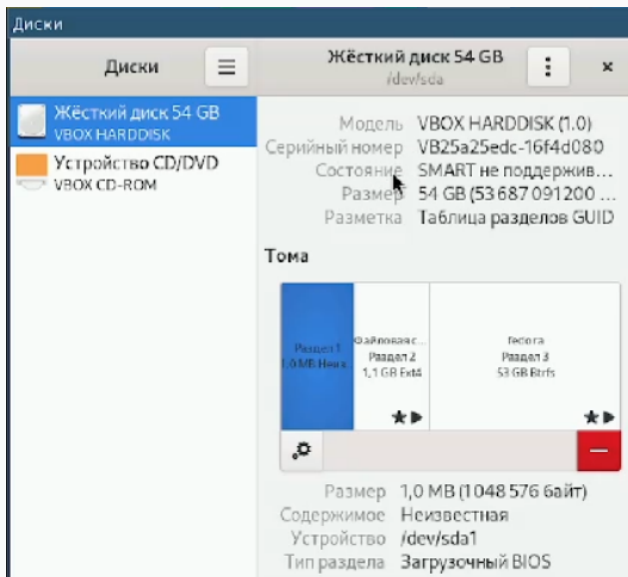 Диски
Диски
Жёсткий диск 54 GB
/dev/sda
Жёсткий диск 54 GB
VBOX HARDDISK
Устройство CD/DVD
VBOX CD-ROM
Модель VBOX HARDDISK (1.0)
Серийный номер VB25a25edc-16f4d080
Состояние SMART не поддержив...
Размер 54 GB (53 687 091200 ...
Разметка Таблица разделов GUID
Тома
Раздел 1
1,0 MB Неиз...
Файловая с...
Раздел 2
1,1 GB Ext4
fedora
Раздел 3
53 GB Btrfs
Размер 1,0 MB (1 048 576 байт)
Содержимое Неизвестная
Устройство /dev/sda1
Тип раздела Загрузочный BIOS